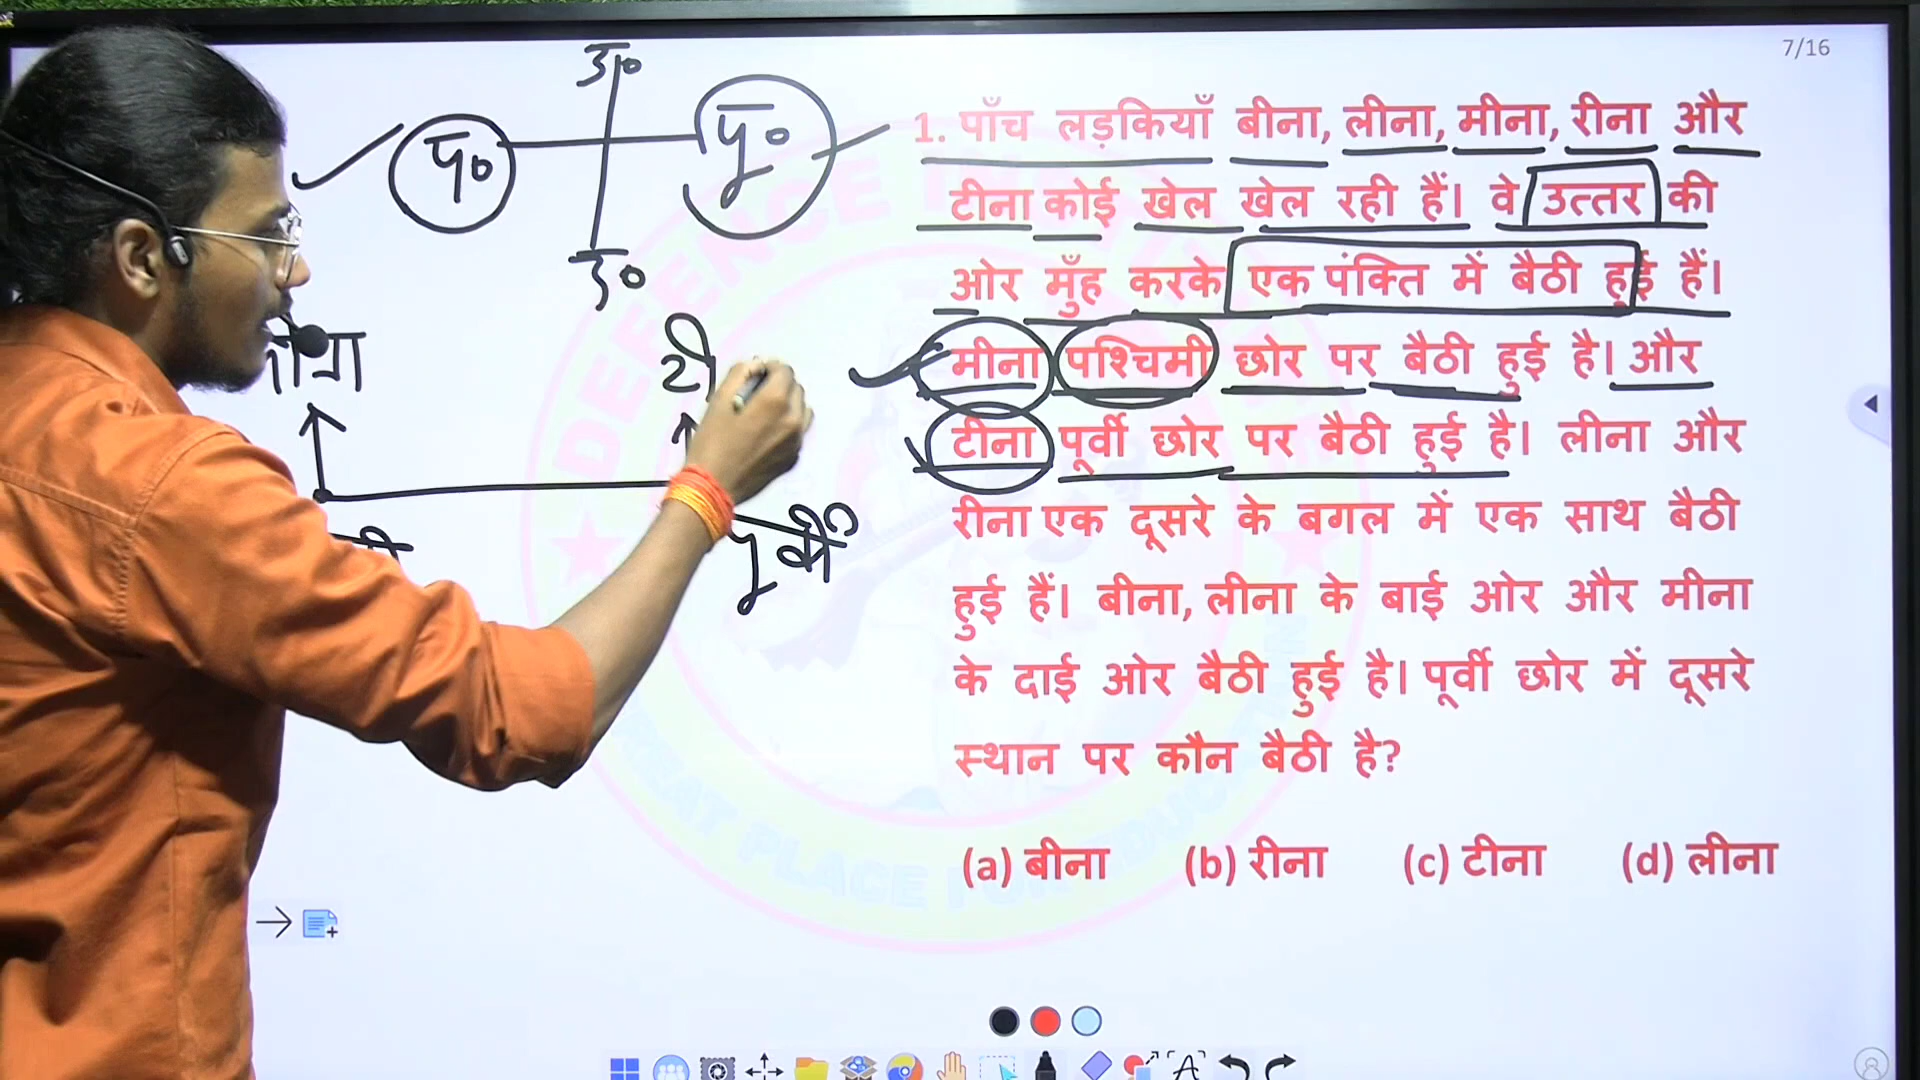 7/16
उ०
प०
पू०
द०
1. पाँच लड़कियाँ बीना, लीना, मीना, रीना और
टीना कोई खेल खेल रही हैं। वे उत्तर की
ओर मुँह करके एक पंक्ति में बैठी हुई हैं।
मीना पश्चिमी छोर पर बैठी हुई है। और
टीना पूर्वी छोर पर बैठी हुई है। लीना और
रीना एक दूसरे के बगल में एक साथ बैठी
हुई हैं। बीना, लीना के बाई ओर और मीना
के दाई ओर बैठी हुई है। पूर्वी छोर में दूसरे
स्थान पर कौन बैठी है?
(a) बीना (b) रीना (c) टीना (d) लीना
टी
पूर्वी